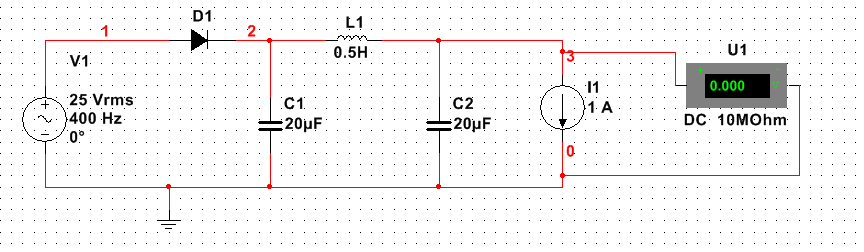 D1
L1
1
2
0.5H
3
U1
V1
25 Vrms
400 Hz
0°
C1
20µF
C2
20µF
I1
1 A
0.000
DC 10MOhm
0